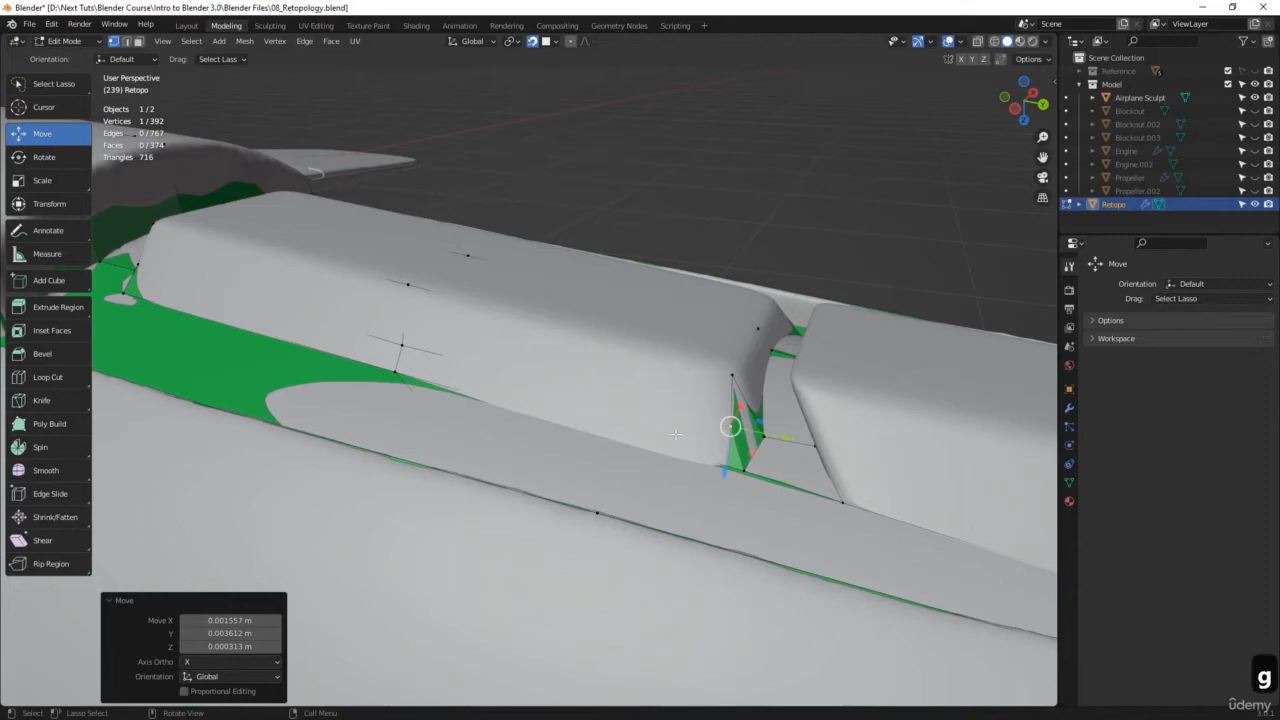 Blender* [D:\Next Tuts\Blender Course\Intro to Blender 3.0\Blender Files\08_Retopology.blend]
File Edit Render Window Help Layout Modeling Sculpting UV Editing Texture Paint Shading Animation Rendering Compositing Geometry Nodes Scripting + Scene ViewLayer
Edit Mode View Select Add Mesh Vertex Edge Face UV Global
Orientation: Default Drag: Select Lasso X Y Z Options
Select Lasso
Cursor
Move
Rotate
Scale
Transform
Annotate
Measure
Add Cube
Extrude Region
Inset Faces
Bevel
Loop Cut
Knife
Poly Build
Spin
Smooth
Edge Slide
Shrink/Fatten
Shear
Rip Region
User Perspective
(239) Retopo
Objects 1/2
Vertices 1/392
Edges 0/767
Faces 0/374
Triangles 716
X
Y
Z
Move
Move X 0.001557 m
Y 0.003612 m
Z 0.000313 m
Axis Ortho X
Orientation Global
Proportional Editing
Scene Collection
Reference
Model
Airplane Sculpt
Blockout
Blockout.002
Blockout.003
Engine
Engine.002
Propeller
Propeller.002
Retopo
Move
Orientation Default
Drag: Select Lasso
Options
Workspace
g
ûdemy
Select Lasso Select Rotate View Call Menu 3.0.1